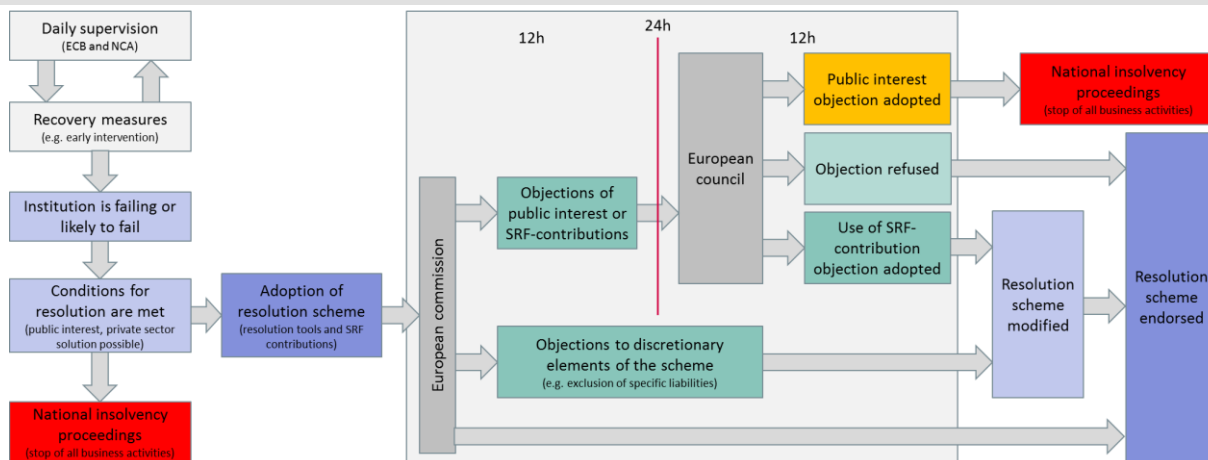 Daily supervision
(ECB and NCA)
Recovery measures
(e.g. early intervention)
Institution is failing or
likely to fail
Conditions for
resolution are met
(public interest, private sector
solution possible)
National insolvency
proceedings
(stop of all business activities)
Adoption of
resolution scheme
(resolution tools and SRF
contributions)
European commission
12h
24h
12h
Objections of
public interest or
SRF-contributions
Objections to discretionary
elements of the scheme
(e.g. exclusion of specific liabilities)
European
council
Public interest
objection adopted
Objection refused
Use of SRF-
contribution
objection adopted
National insolvency
proceedings
(stop of all business activities)
Resolution
scheme
modified
Resolution
scheme
endorsed